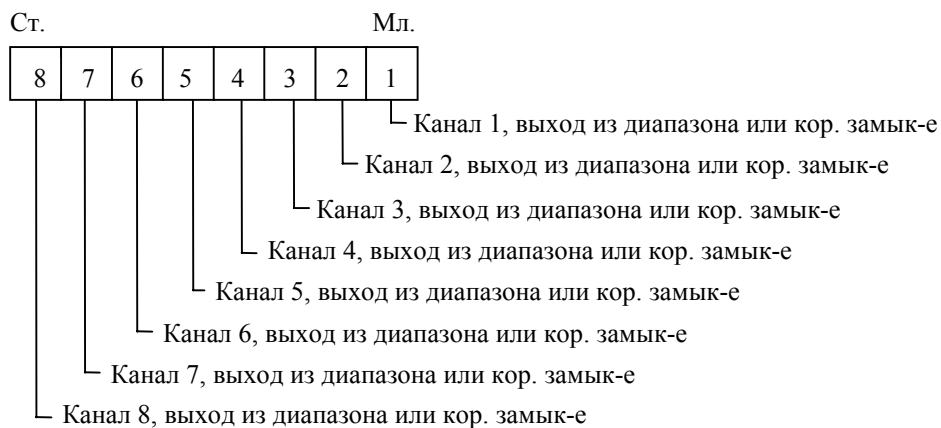 Ст. Мл.
8 7 6 5 4 3 2 1
Канал 1, выход из диапазона или кор. замык-е
Канал 2, выход из диапазона или кор. замык-е
Канал 3, выход из диапазона или кор. замык-е
Канал 4, выход из диапазона или кор. замык-е
Канал 5, выход из диапазона или кор. замык-е
Канал 6, выход из диапазона или кор. замык-е
Канал 7, выход из диапазона или кор. замык-е
Канал 8, выход из диапазона или кор. замык-е